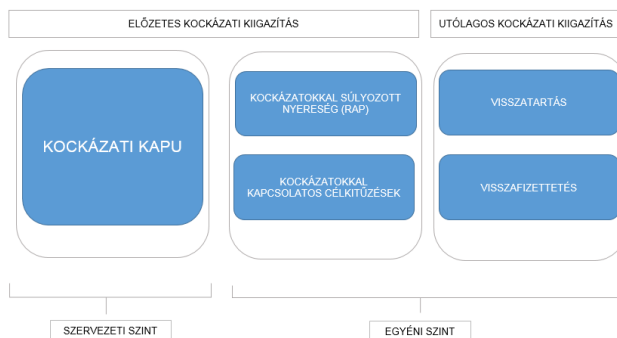 ELŐZETES KOCKÁZATI KIIGAZÍTÁS
UTÓLAGOS KOCKÁZATI KIIGAZÍTÁS
KOCKÁZATI KAPU
KOCKÁZATOKKAL SÚLYOZOTT
NYERESÉG (RAP)
KOCKÁZATOKKAL
KAPCSOLATOS CÉLKITŰZÉSEK
VISSZATARTÁS
VISSZAFIZETTETÉS
SZERVEZETI SZINT
EGYÉNI SZINT